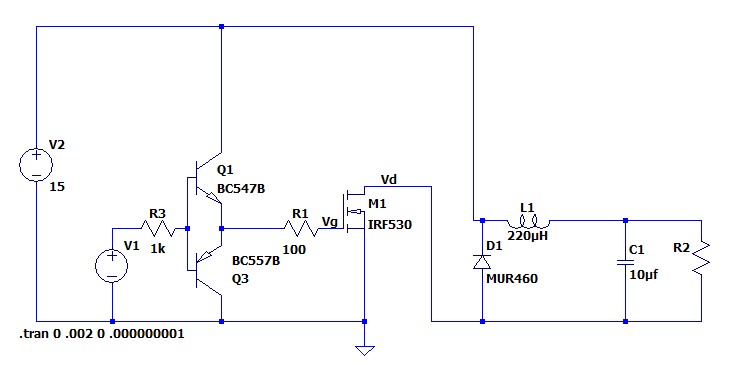 V2
15
V1
R3
1k
Q1
BC547B
BC557B
Q3
R1
100
Vg
Vd
M1
IRF530
D1
MUR460
L1
220µH
C1
10µf
R2
.tran 0 .002 0 .000000001